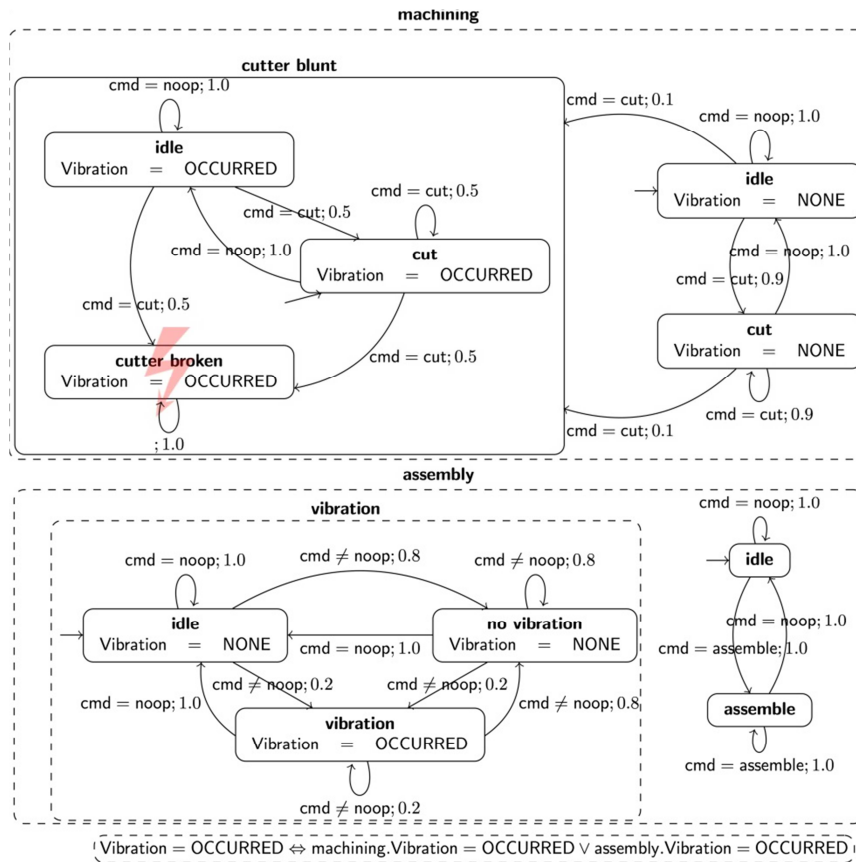 machining
cutter blunt
cmd = noop; 1.0
idle
Vibration = OCCURRED
cmd = cut; 0.5
cmd = cut; 0.5
cmd = noop; 1.0
cut
Vibration = OCCURRED
cmd = cut; 0.5
cmd = cut; 0.5
cutter broken
Vibration = OCCURRED
; 1.0
cmd = cut; 0.1
cmd = noop; 1.0
idle
Vibration = NONE
cmd = noop; 1.0
cmd = cut; 0.9
cut
Vibration = NONE
cmd = cut; 0.9
cmd = cut; 0.1
assembly
vibration
cmd = noop; 1.0
cmd ≠ noop; 0.8
cmd ≠ noop; 0.8
idle
Vibration = NONE
no vibration
Vibration = NONE
cmd = noop; 1.0
cmd ≠ noop; 0.2
cmd ≠ noop; 0.2
cmd = noop; 1.0
cmd ≠ noop; 0.8
vibration
Vibration = OCCURRED
cmd ≠ noop; 0.2
cmd = noop; 1.0
idle
cmd = noop; 1.0
cmd = assemble; 1.0
assemble
cmd = assemble; 1.0
Vibration = OCCURRED ⇔ machining.Vibration = OCCURRED ∨ assembly.Vibration = OCCURRED